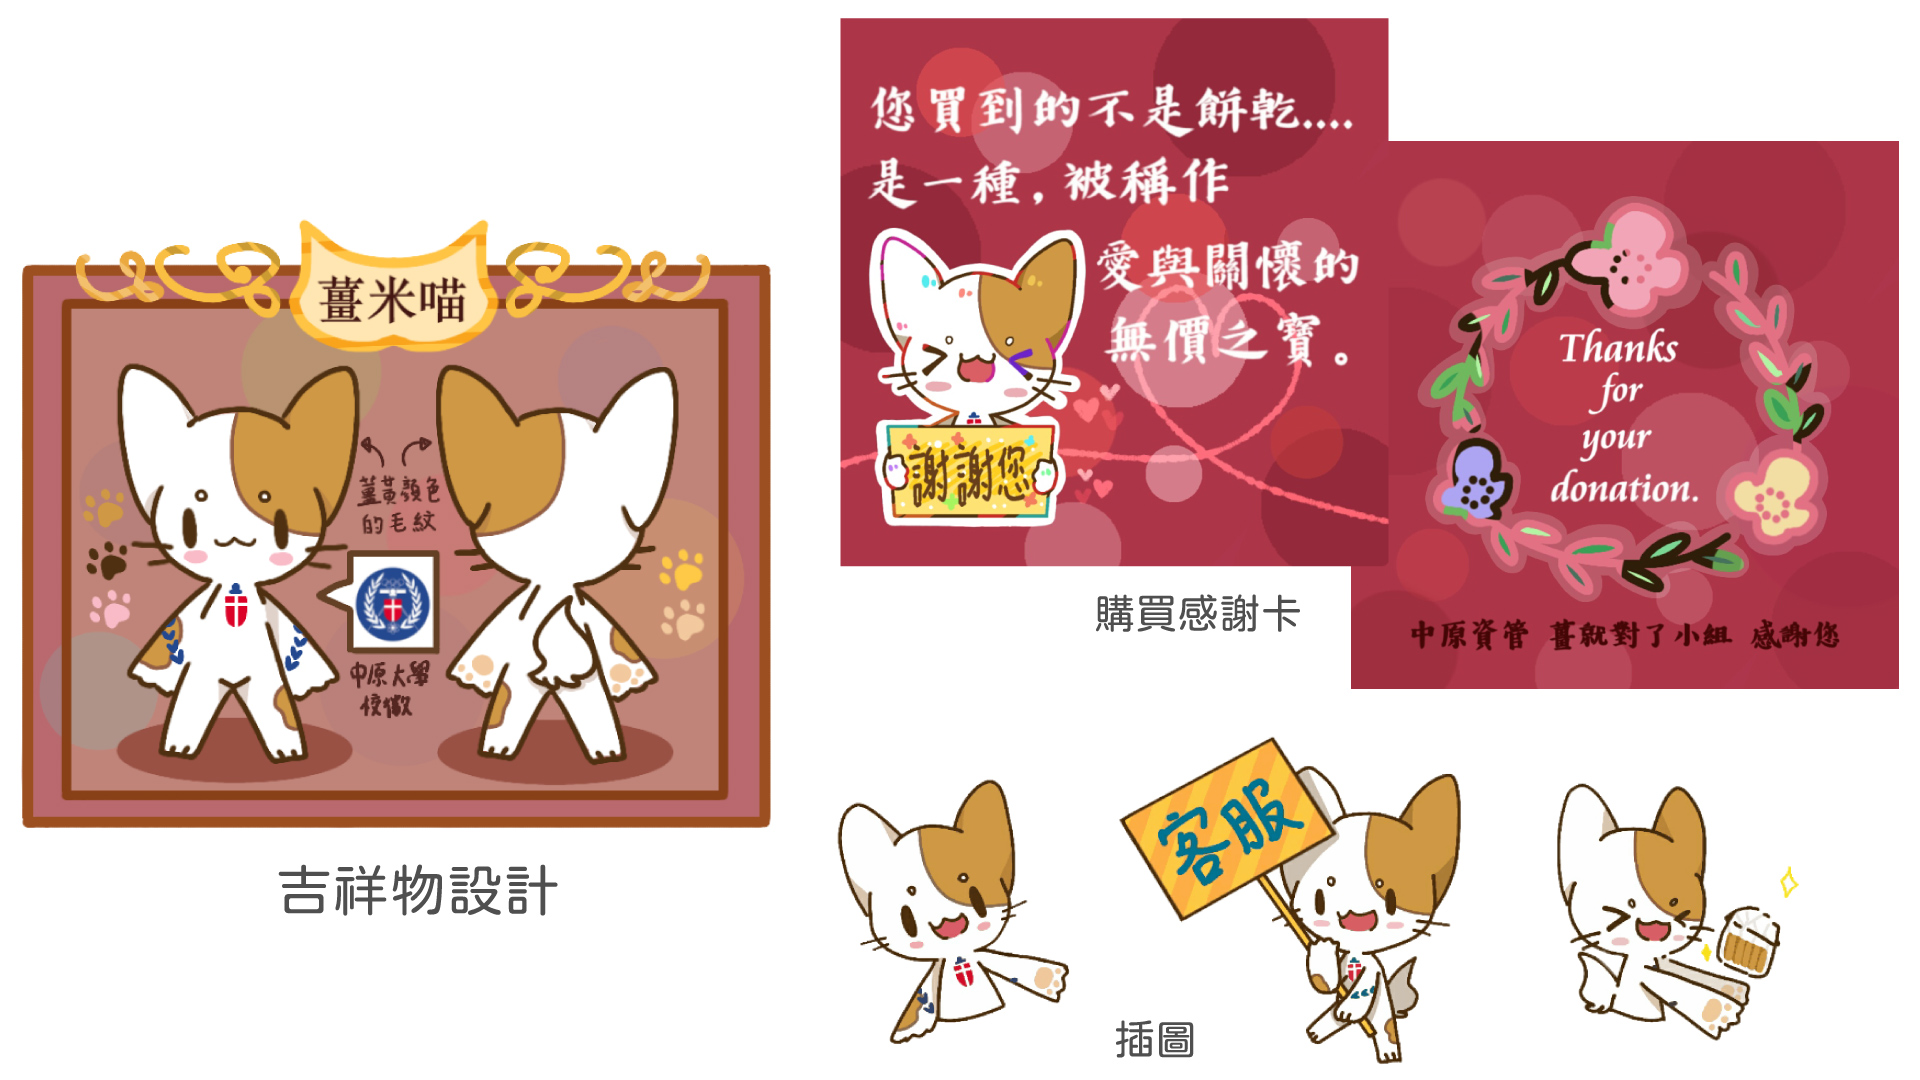 薑米喵
薑黃顏色
的毛紋
中原大學
校徽
吉祥物設計
您買到的不是餅乾....
是一種，被稱作
愛與關懷的
無價之寶。
謝謝您
購買感謝卡
Thanks
for
your
donation.
中原資管 薑就對了小組 感謝您
客服
插圖